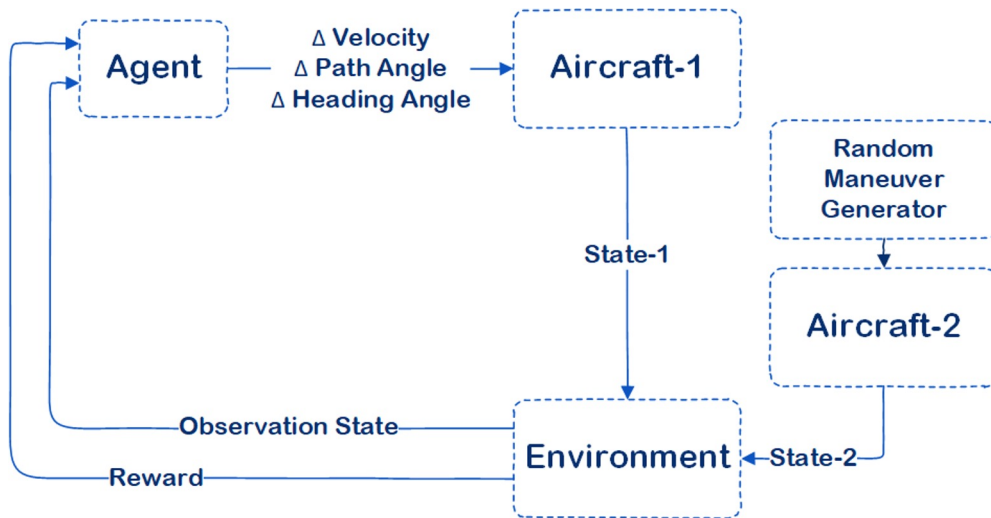 Agent
Δ Velocity
Δ Path Angle
Δ Heading Angle
Aircraft-1
Random
Maneuver
Generator
State-1
Aircraft-2
Observation State
Environment
State-2
Reward